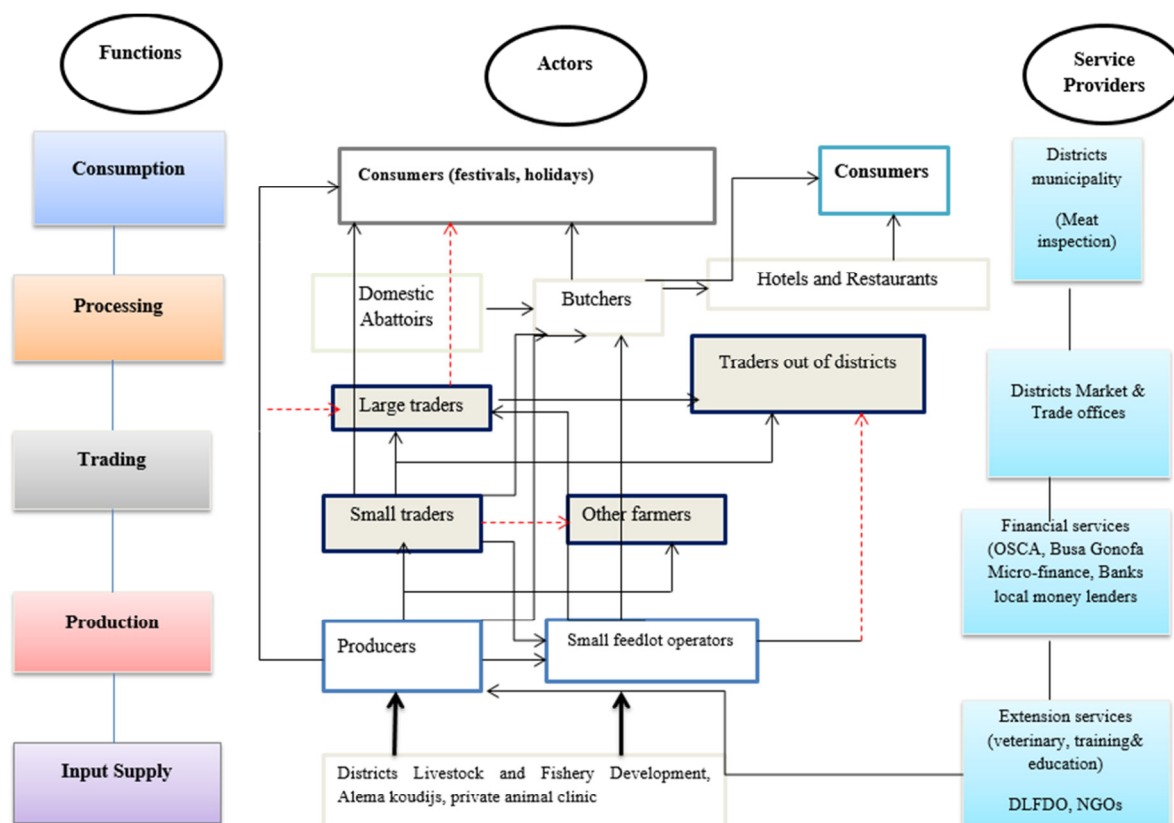 Functions
Actors
Service
Providers
Consumption
Consumers (festivals, holidays)
Consumers
Districts
municipality
(Meat
inspection)
Processing
Domestic
Abattoirs
Butchers
Hotels and Restaurants
Traders out of districts
Large traders
Districts Market &
Trade offices
Trading
Small traders
Other farmers
Financial services
(OSCA, Busa Gonofa
Micro-finance, Banks
local money lenders
Production
Producers
Small feedlot operators
Extension services
(veterinary, training&
education)
DLFDO, NGOs
Input Supply
Districts Livestock and Fishery Development,
Alema koudijs, private animal clinic